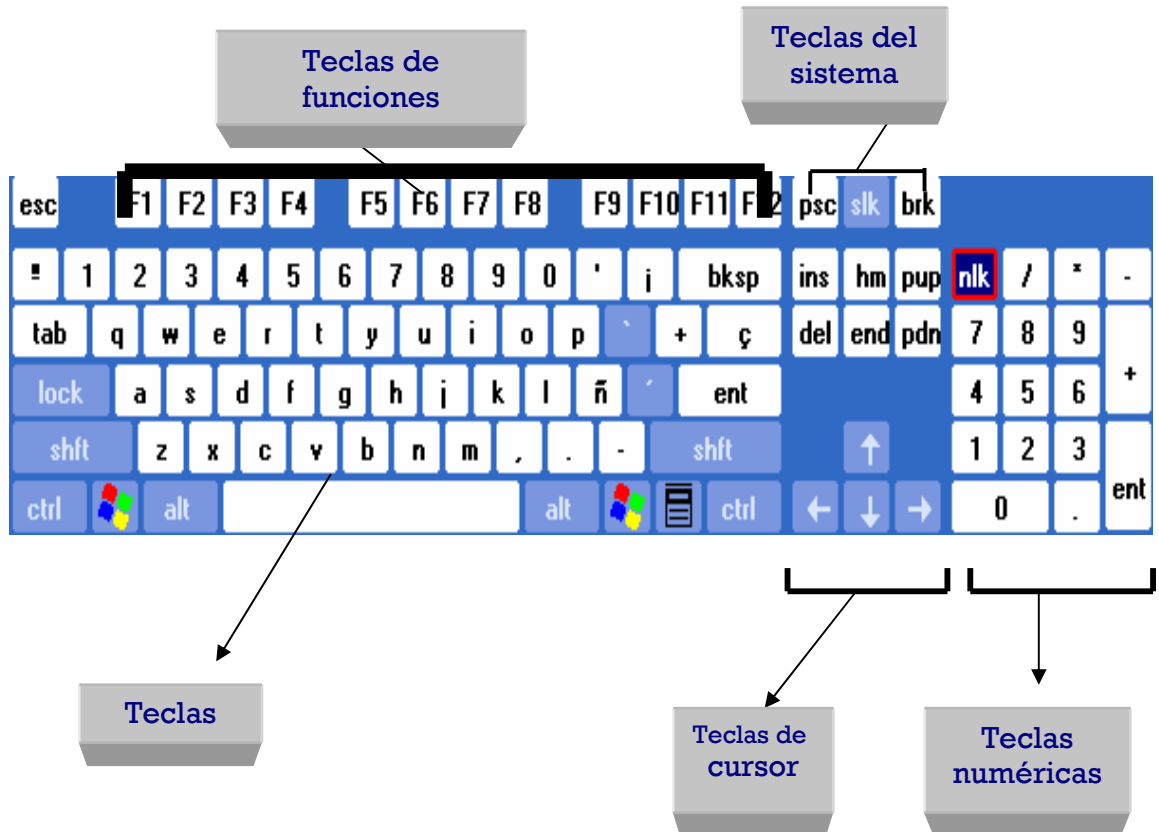 Teclas de
funciones
Teclas del
sistema
esc F1 F2 F3 F4 F5 F6 F7 F8 F9 F10 F11 F12 psc slk brk
º 1 2 3 4 5 6 7 8 9 0 ' ¡ bksp ins hm pup nlk / * -
tab q w e r t y u i o p ` + ç del end pdn 7 8 9
lock a s d f g h j k l ñ ´ ent 4 5 6 +
shft z x c v b n m , . - shft ↑ 1 2 3
ctrl alt alt ctrl ← ↓ → 0 . ent
Teclas
Teclas de
cursor
Teclas
numéricas